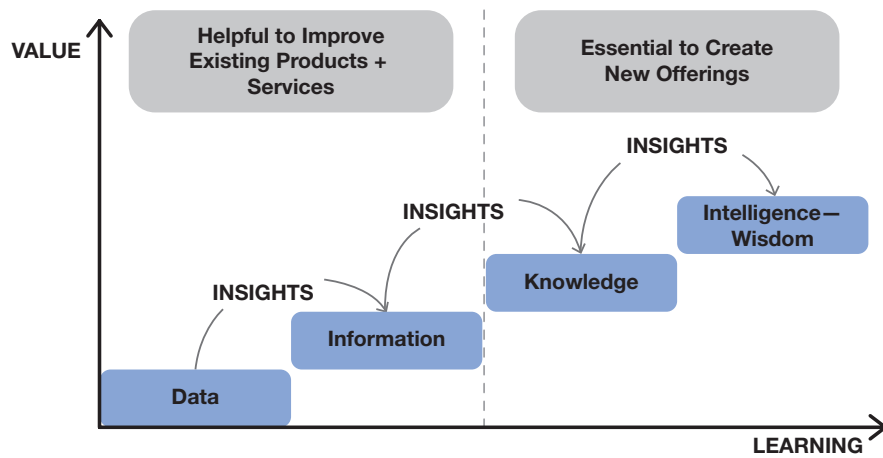 VALUE
Helpful to Improve
Existing Products +
Services
Essential to Create
New Offerings
INSIGHTS
Intelligence—
Wisdom
INSIGHTS
Knowledge
INSIGHTS
Information
Data
LEARNING